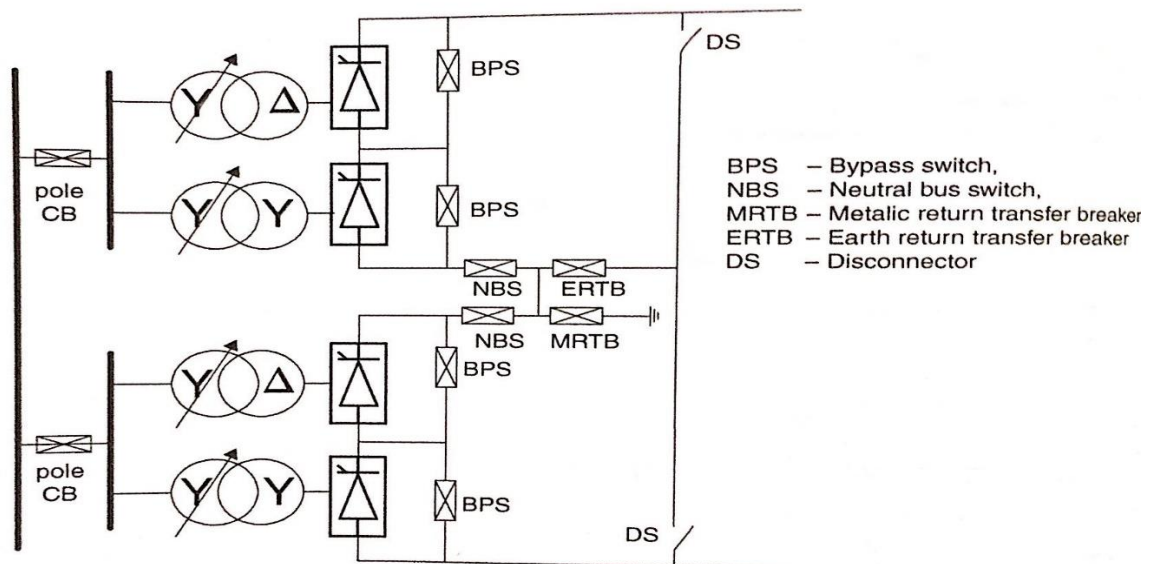 DS
BPS
Y Δ
pole
CB
Y Y
BPS
BPS – Bypass switch,
NBS – Neutral bus switch,
MRTB – Metalic return transfer breaker
ERTB – Earth return transfer breaker
DS – Disconnector
NBS ERTB
NBS MRTB
Y Δ
BPS
pole
CB
Y Y
BPS
DS